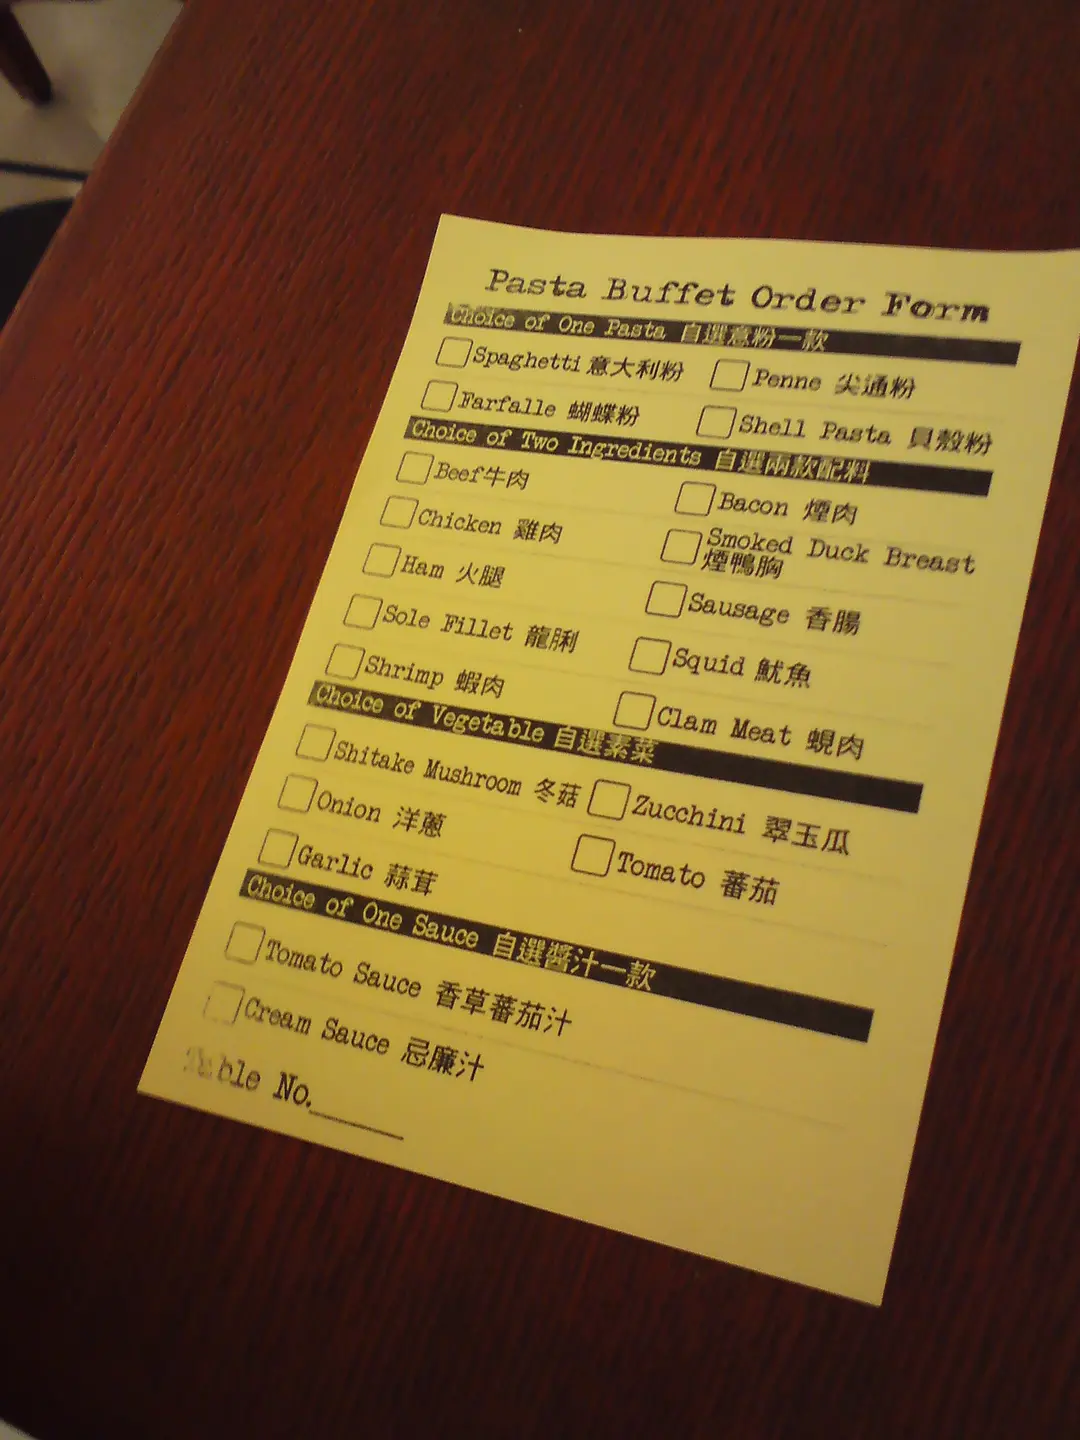 Pasta Buffet Order Form
Choice of One Pasta 自選意粉一款
Spaghetti 意大利粉 Penne 尖通粉
Farfalle 蝴蝶粉 Shell Pasta 貝殼粉
Choice of Two Ingredients 自選兩款配料
Beef牛肉 Bacon 煙肉
Chicken 雞肉 Smoked Duck Breast
煙鴨胸
Ham 火腿 Sausage 香腸
Sole Fillet 龍脷 Squid 魷魚
Shrimp 蝦肉 Clam Meat 蜆肉
Choice of Vegetable 自選素菜
Shitake Mushroom 冬菇 Zucchini 翠玉瓜
Onion 洋蔥 Tomato 蕃茄
Garlic 蒜茸
Choice of One Sauce 自選醬汁一款
Tomato Sauce 香草蕃茄汁
Cream Sauce 忌廉汁
Table No.